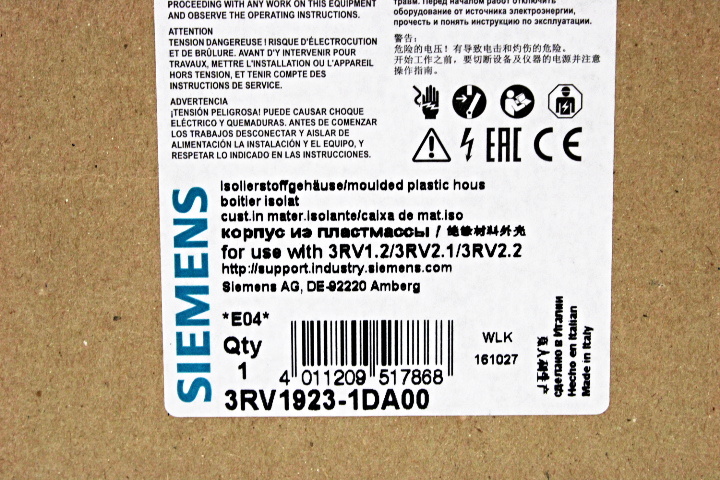 PROCEEDING WITH ANY WORK ON THIS EQUIPMENT
AND OBSERVE THE OPERATING INSTRUCTIONS.
ATTENTION
TENSION DANGEREUSE ! RISQUE D'ÉLECTROCUTION
ET DE BRÛLURE. AVANT D'Y INTERVENIR POUR
TRAVAUX, METTRE L'INSTALLATION OU L'APPAREIL
HORS TENSION, ET TENIR COMPTE DES
INSTRUCTIONS DE SERVICE.
ADVERTENCIA
¡TENSIÓN PELIGROSA! PUEDE CAUSAR CHOQUE
ELÉCTRICO Y QUEMADURAS. ANTES DE COMENZAR
LOS TRABAJOS DESCONECTAR Y AISLAR DE
ALIMENTACIÓN LA INSTALACIÓN Y EL EQUIPO, Y
RESPETAR LO INDICADO EN LAS INSTRUCCIONES.
травм. Перед началом работ отключить
оборудование от источника электроэнергии,
прочесть и понять инструкцию по эксплуатации.
警告:
危险的电压! 有导致电击和灼伤的危险。
开始工作之前，要切断设备及仪器的电源并注意
操作指南。
EAC CE
SIEMENS
Isolierstoffgehäuse/moulded plastic hous
boitier isolat
cust.in mater.isolante/caixa de mat.iso
корпус из пластмассы / 绝缘材料外壳
for use with 3RV1.2/3RV2.1/3RV2.2
http://support.industry.siemens.com
Siemens AG, DE-92220 Amberg
*E04*
Qty
1
4 011209 517868
WLK
161027
3RV1923-1DA00
сделано в Италии
Hecho en Italian
Made in Italy